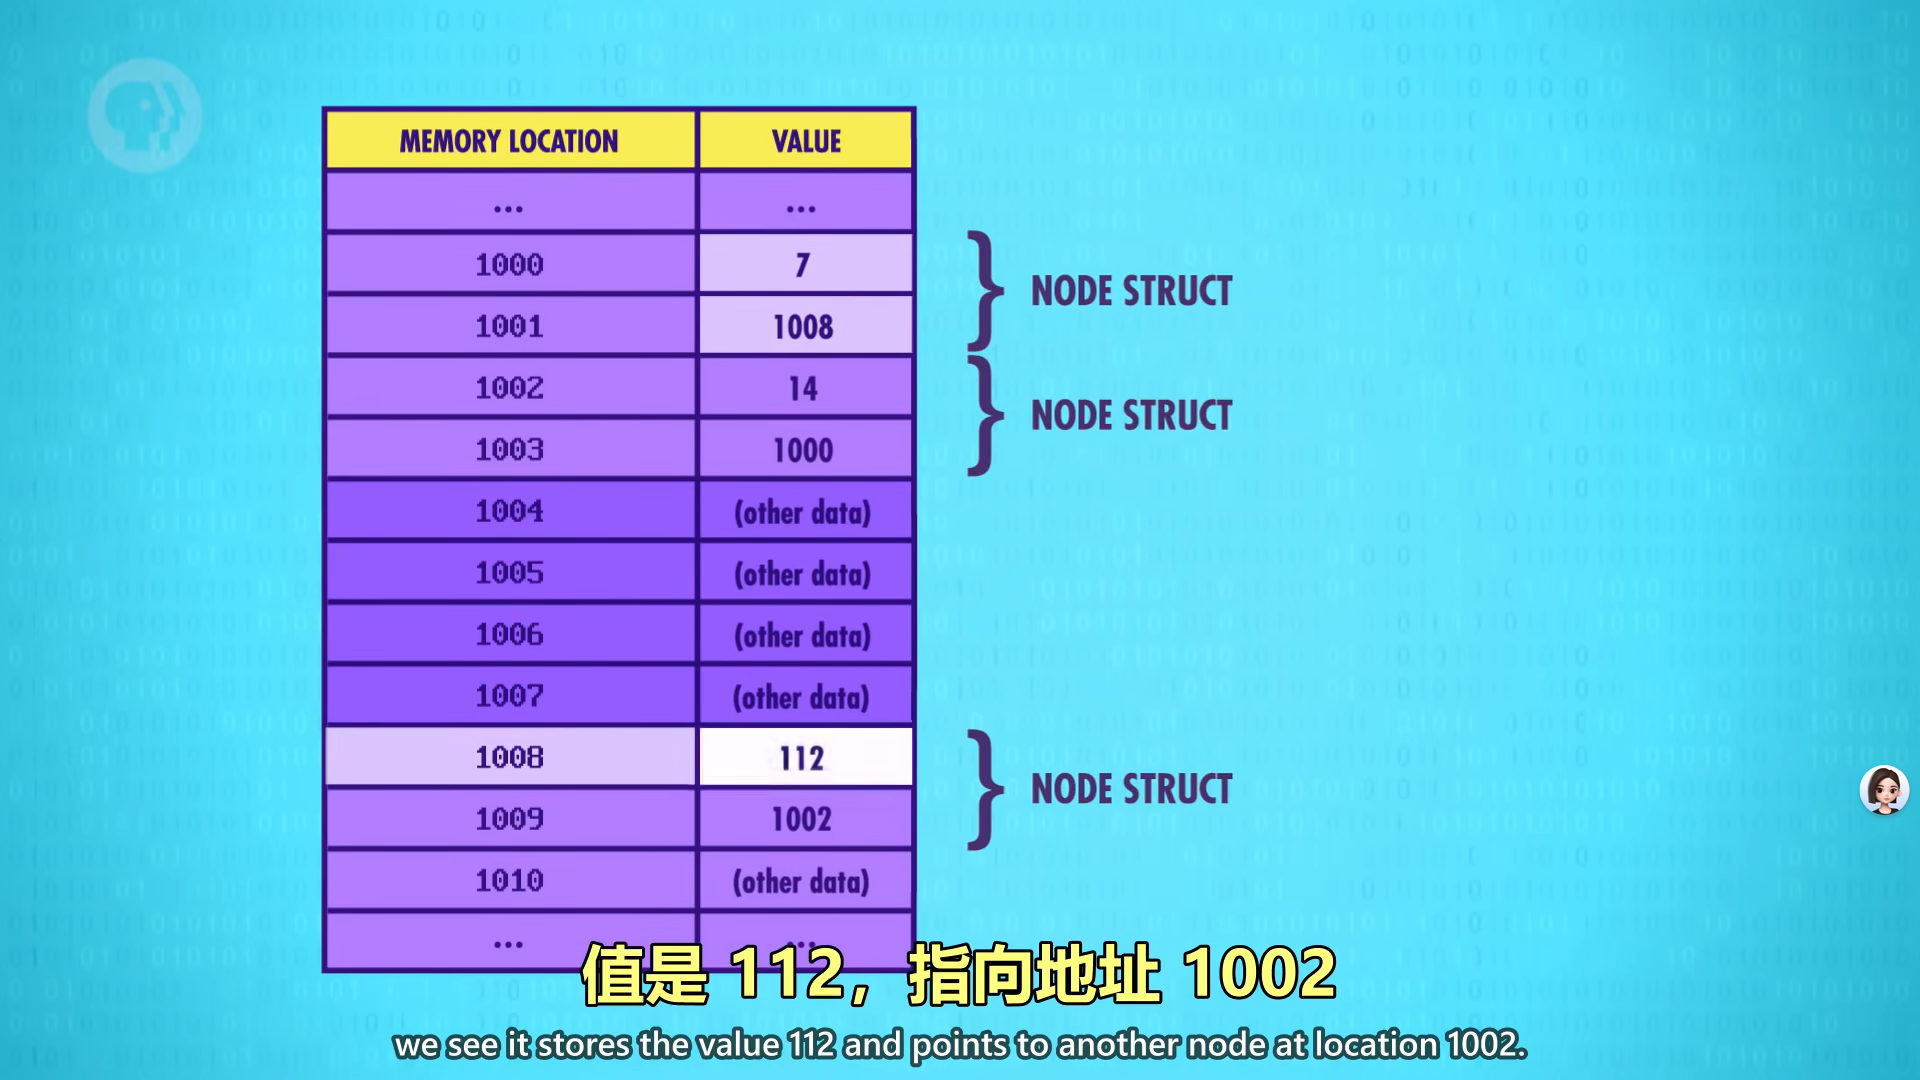 MEMORY LOCATION VALUE
... ...
1000 7
1001 1008
NODE STRUCT
1002 14
1003 1000
NODE STRUCT
1004 (other data)
1005 (other data)
1006 (other data)
1007 (other data)
1008 112
1009 1002
NODE STRUCT
1010 (other data)
... ...
值是 112，指向地址 1002
we see it stores the value 112 and points to another node at location 1002.